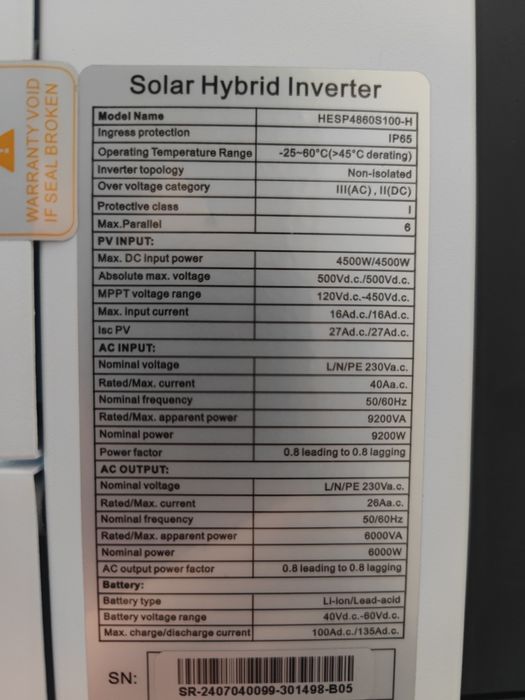 WARRANTY VOID
IF SEAL BROKEN
Solar Hybrid Inverter
Model Name HESP4860S100-H
Ingress protection IP65
Operating Temperature Range -25~60°C(>45°C derating)
Inverter topology Non-isolated
Over voltage category III(AC), II(DC)
Protective class I
Max.Parallel 6
PV INPUT:
Max. DC input power 4500W/4500W
Absolute max. voltage 500Vd.c./500Vd.c.
MPPT voltage range 120Vd.c.-450Vd.c.
Max. input current 16Ad.c./16Ad.c.
Isc PV 27Ad.c./27Ad.c.
AC INPUT:
Nominal voltage L/N/PE 230Va.c.
Rated/Max. current 40Aa.c.
Nominal frequency 50/60Hz
Rated/Max. apparent power 9200VA
Nominal power 9200W
Power factor 0.8 leading to 0.8 lagging
AC OUTPUT:
Nominal voltage L/N/PE 230Va.c.
Rated/Max. current 26Aa.c.
Nominal frequency 50/60Hz
Rated/Max. apparent power 6000VA
Nominal power 6000W
AC output power factor 0.8 leading to 0.8 lagging
Battery:
Battery type Li-ion/Lead-acid
Battery voltage range 40Vd.c.-60Vd.c.
Max. charge/discharge current 100Ad.c./135Ad.c.
SN:
SR-2407040099-301498-B05